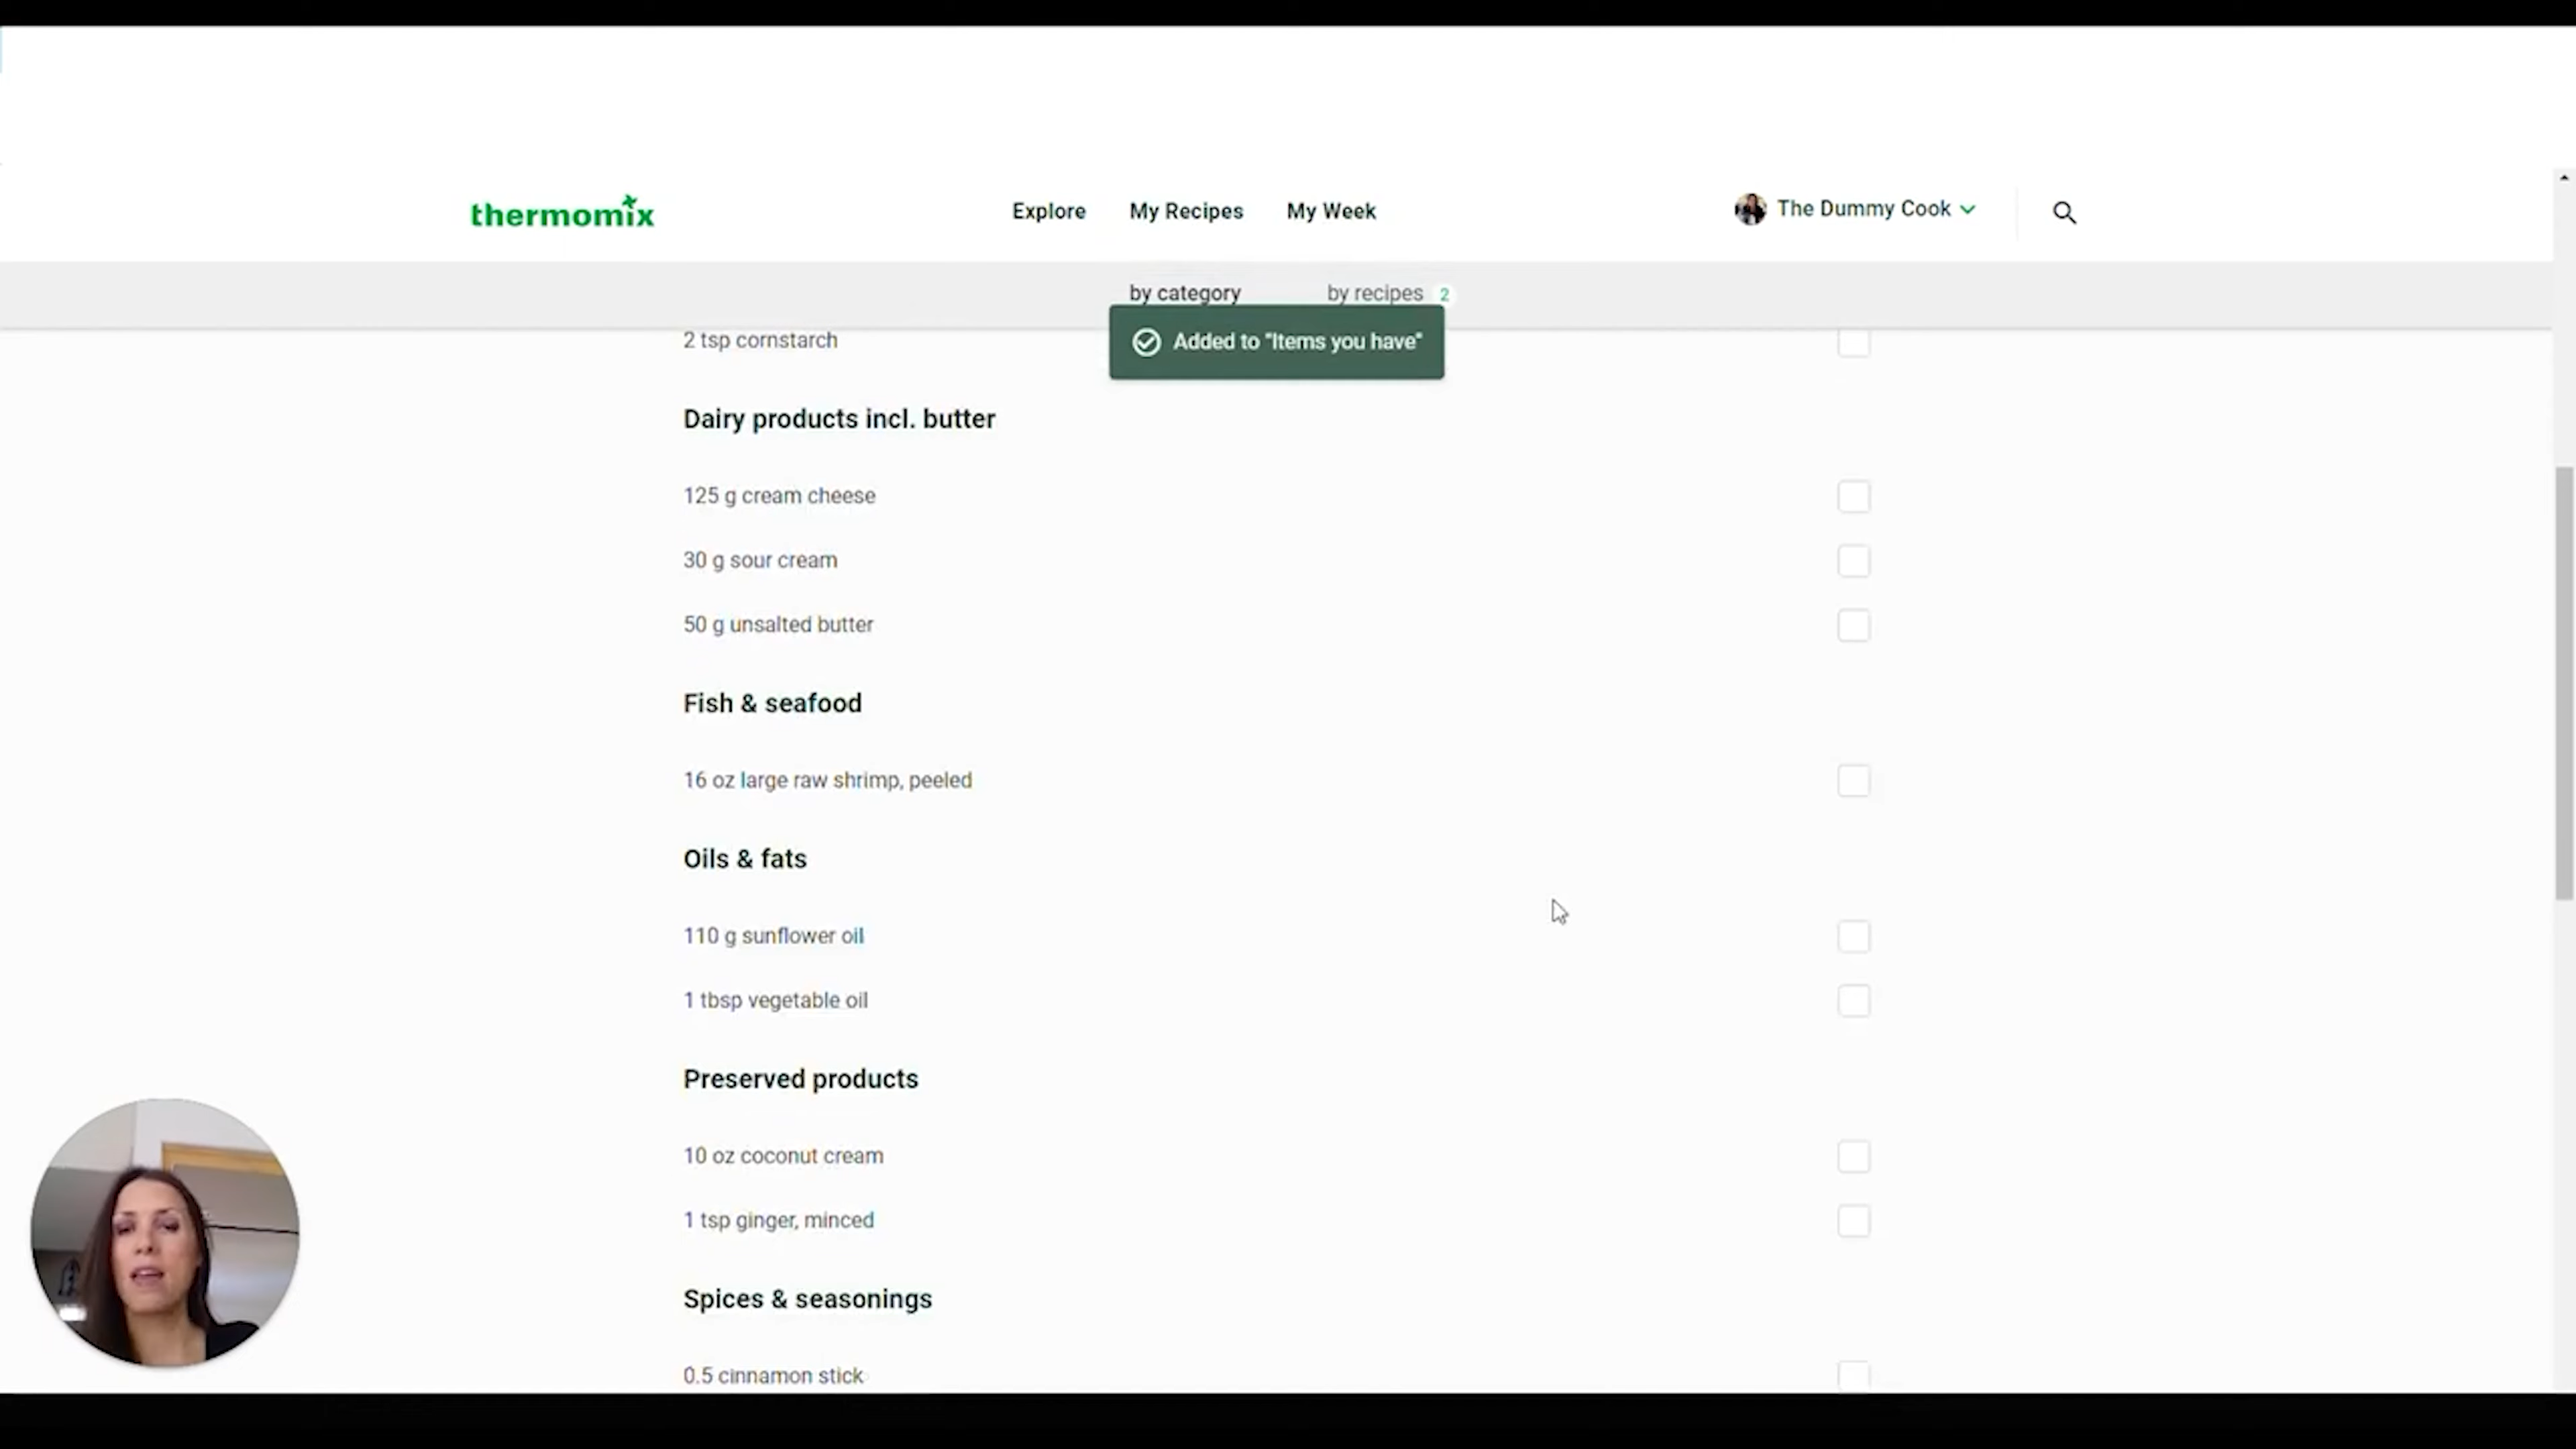 thermomix
Explore
My Recipes
My Week
The Dummy Cook
by category
by recipes 2
Added to "Items you have"
2 tsp cornstarch
Dairy products incl. butter
125 g cream cheese
30 g sour cream
50 g unsalted butter
Fish & seafood
16 oz large raw shrimp, peeled
Oils & fats
110 g sunflower oil
1 tbsp vegetable oil
Preserved products
10 oz coconut cream
1 tsp ginger, minced
Spices & seasonings
0.5 cinnamon stick